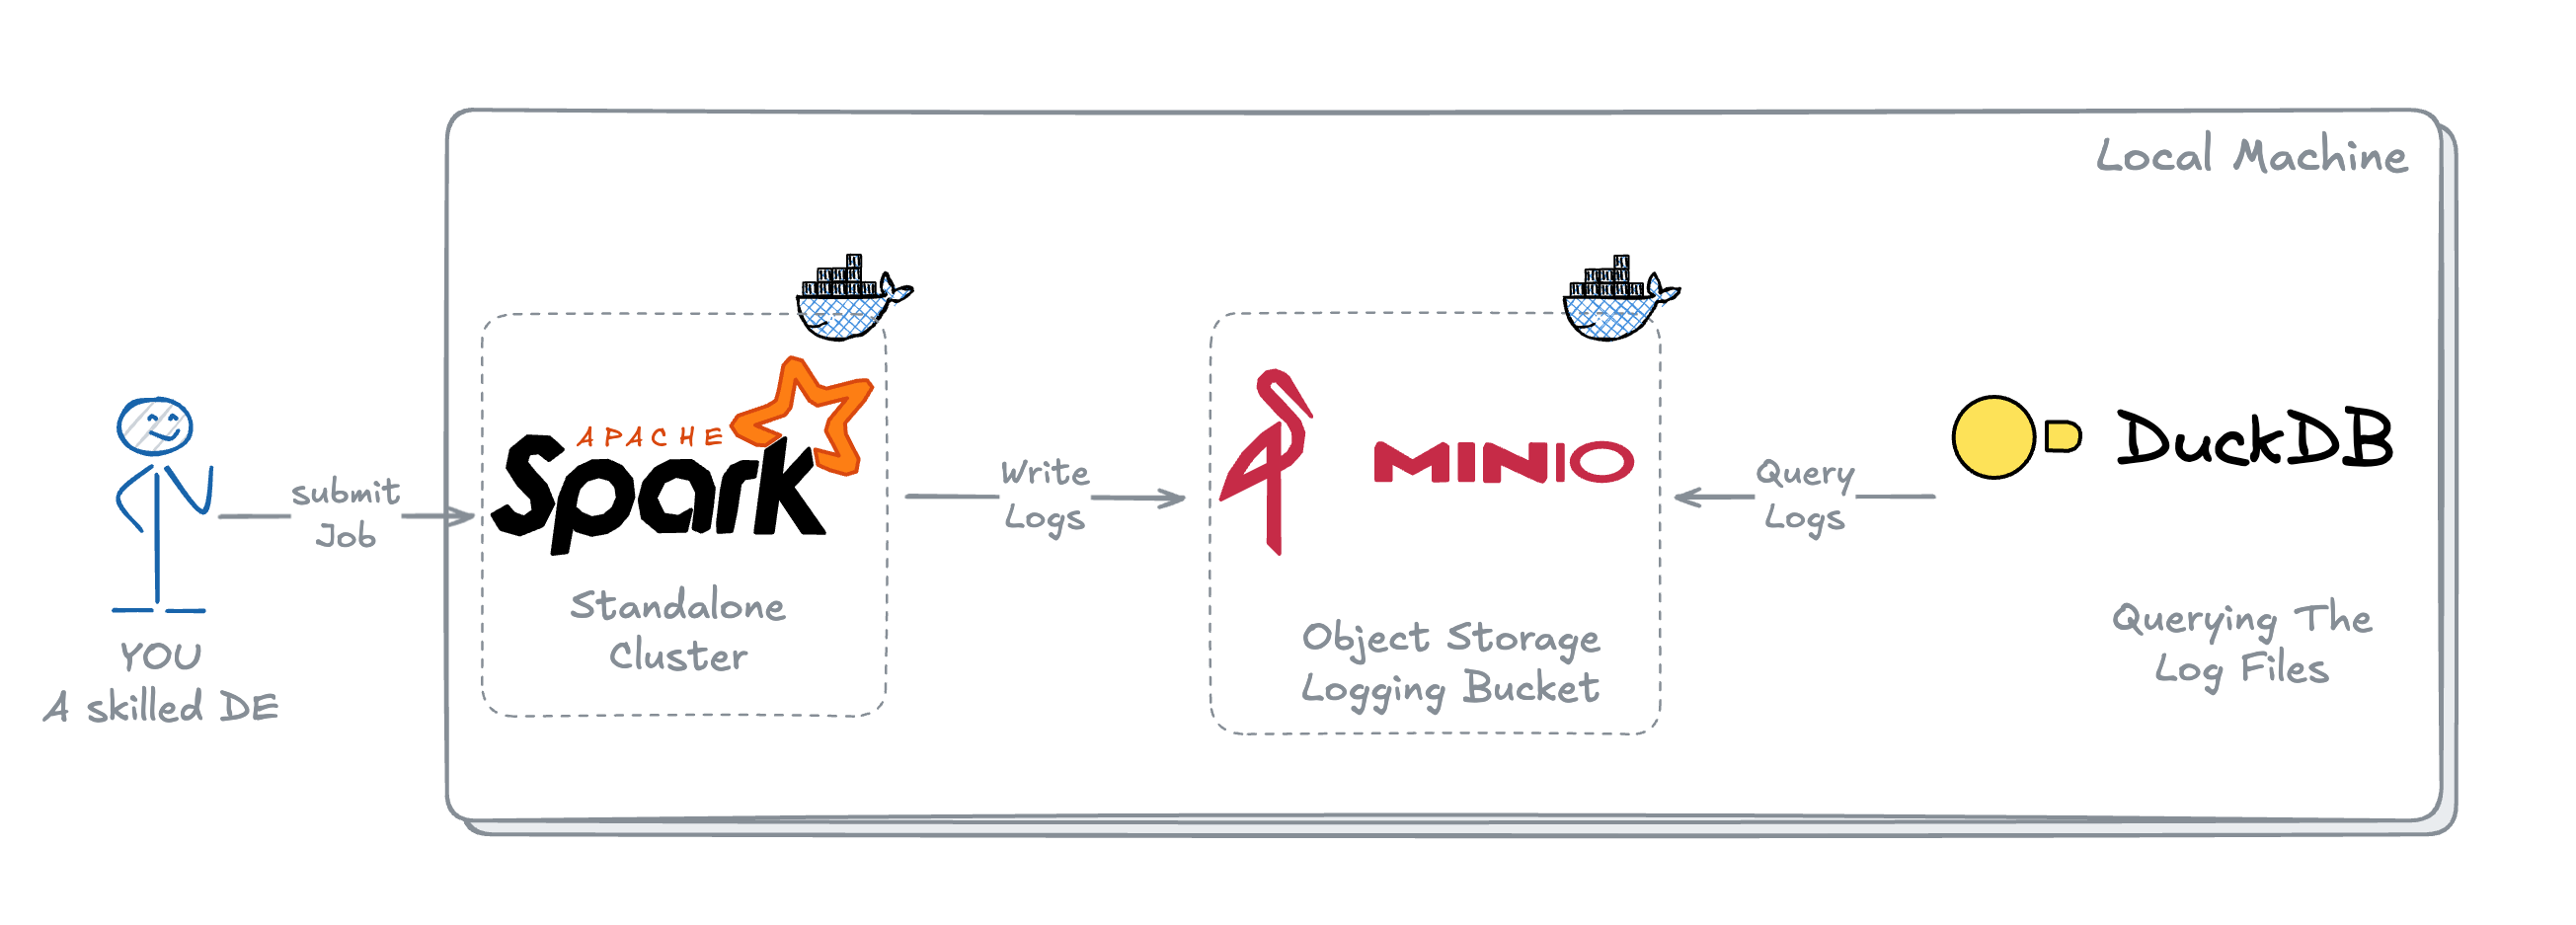 Local Machine
APACHE
Spark
Standalone
Cluster
submit
Job
YOU
A skilled DE
Write
Logs
MINIO
Object Storage
Logging Bucket
Query
Logs
DuckDB
Querying The
Log Files